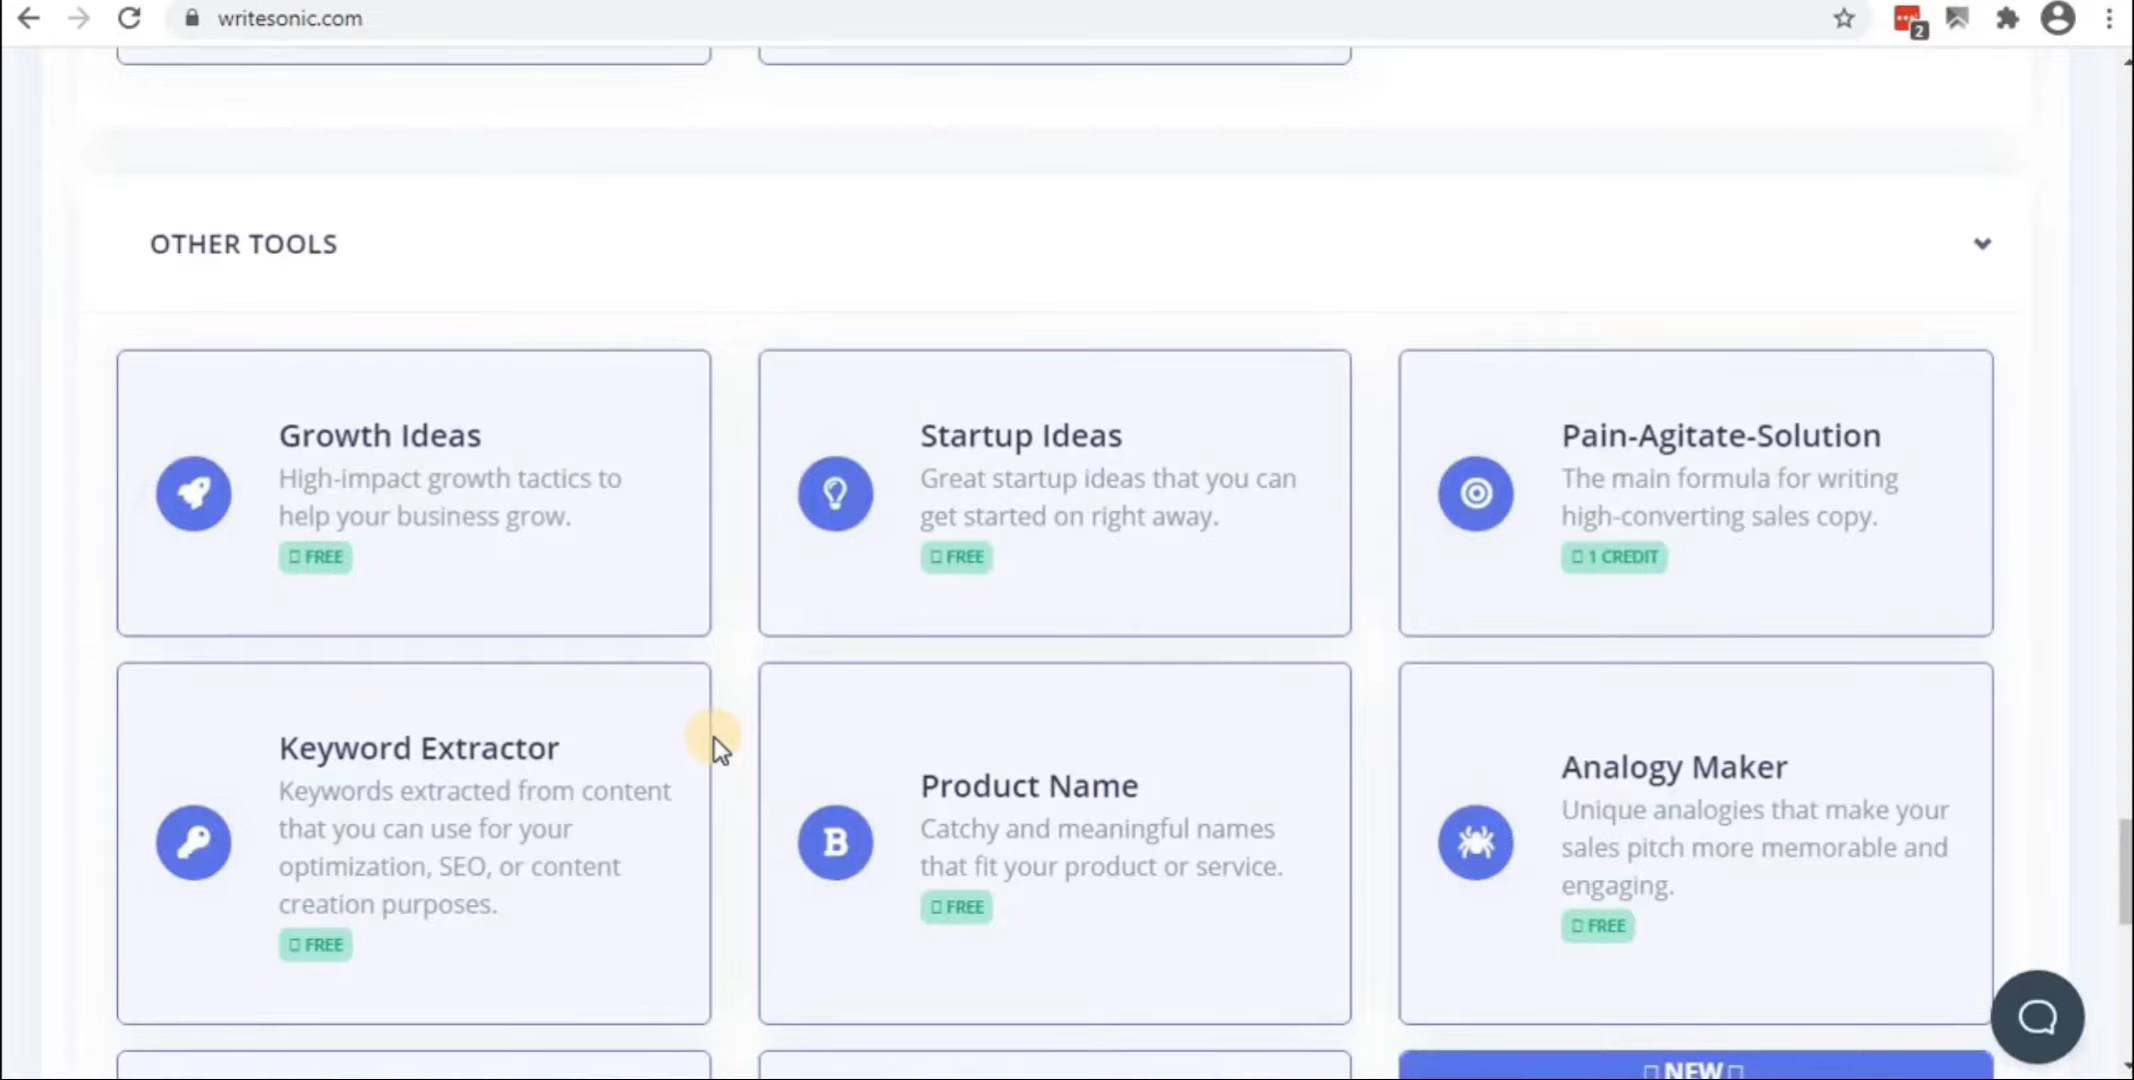 writesonic.com
2
OTHER TOOLS
Growth Ideas
High-impact growth tactics to
help your business grow.
FREE
Startup Ideas
Great startup ideas that you can
get started on right away.
FREE
Pain-Agitate-Solution
The main formula for writing
high-converting sales copy.
1 CREDIT
Keyword Extractor
Keywords extracted from content
that you can use for your
optimization, SEO, or content
creation purposes.
FREE
Product Name
Catchy and meaningful names
that fit your product or service.
FREE
Analogy Maker
Unique analogies that make your
sales pitch more memorable and
engaging.
FREE
NEW